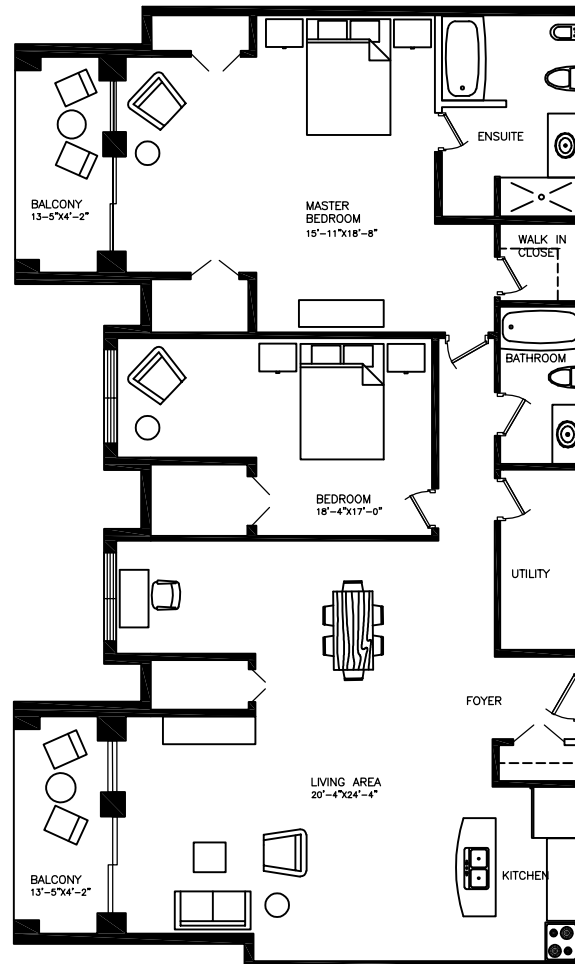 ENSUITE
BALCONY
13-5"X4'-2"
MASTER
BEDROOM
15'-11"X18'-8"
WALK IN
CLOSET
BATHROOM
BEDROOM
18'-4"X17'-0"
UTILITY
FOYER
LIVING AREA
20'-4"X24'-4"
BALCONY
13'-5"X4'-2"
KITCHEN